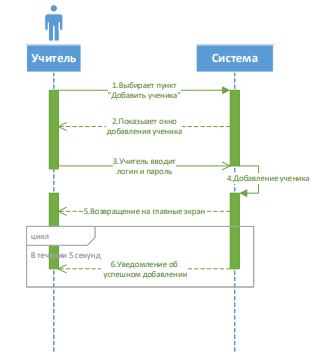 Учитель
Система
1.Выбирает пункт
"Добавить ученика"
2.Показывает окно
добавления ученика
3.Учитель вводит
логин и пароль
4.Добавление ученика
5.Возвращение на главные экран
цикл
В течении 5 секунд
6.Уведомление об
успешном добавлении